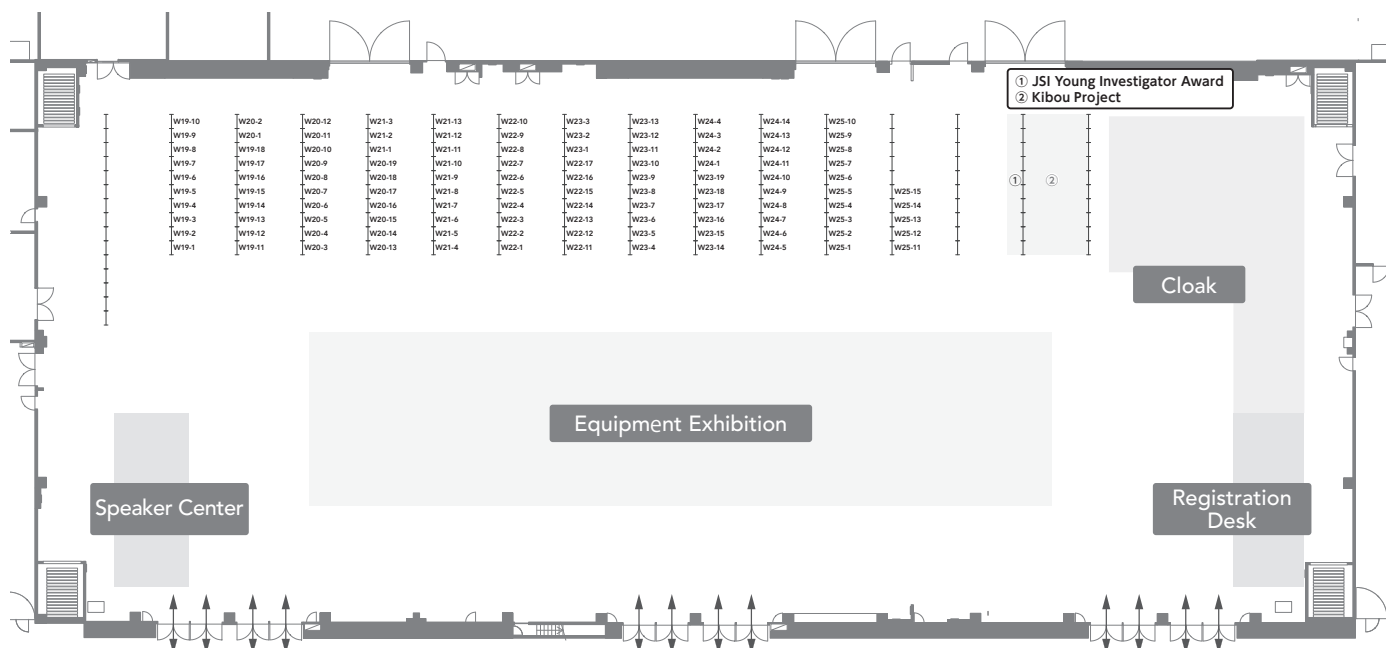 ① JSI Young Investigator Award
② Kibou Project
W19-10 W20-2 W20-12 W21-3 W21-13 W22-10 W23-3 W23-13 W24-4 W24-14 W25-10
W19-9 W20-1 W20-11 W21-2 W21-12 W22-9 W23-2 W23-12 W24-3 W24-13 W25-9
W19-8 W19-18 W20-10 W21-1 W21-11 W22-8 W23-1 W23-11 W24-2 W24-12 W25-8
W19-7 W19-17 W20-9 W20-19 W21-10 W22-7 W22-17 W23-10 W24-1 W24-11 W25-7
W19-6 W19-16 W20-8 W20-18 W21-9 W22-6 W22-16 W23-9 W23-19 W24-10 W25-6 ① ②
W19-5 W19-15 W20-7 W20-17 W21-8 W22-5 W22-15 W23-8 W23-18 W24-9 W25-5 W25-15
W19-4 W19-14 W20-6 W20-16 W21-7 W22-4 W22-14 W23-7 W23-17 W24-8 W25-4 W25-14
W19-3 W19-13 W20-5 W20-15 W21-6 W22-3 W22-13 W23-6 W23-16 W24-7 W25-3 W25-13
W19-2 W19-12 W20-4 W20-14 W21-5 W22-2 W22-12 W23-5 W23-15 W24-6 W25-2 W25-12
W19-1 W19-11 W20-3 W20-13 W21-4 W22-1 W22-11 W23-4 W23-14 W24-5 W25-1 W25-11
Cloak
Equipment Exhibition
Speaker Center
Registration
Desk